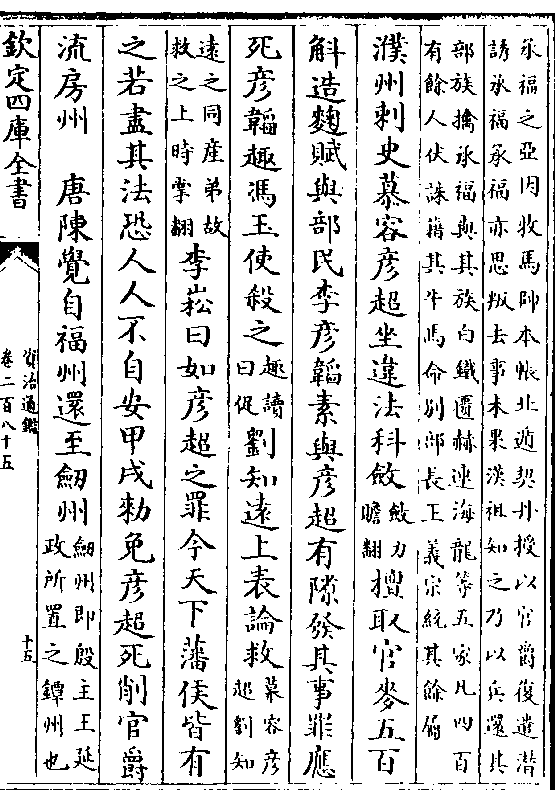 承福之亞因牧馬帥本帳北遁契丹授以官爵復遣潛
誘承福承福亦思叛去事未果漢祖知之乃以兵還其
部族擒承福與其族白鐵匱赫連海龍等五家凡四百
有餘人伏誅籍其牛馬命别部長王義宗統其餘屬
濮州刺史慕容彥超坐違法科斂斂力贍翻擅取官麥五百
斛造麴賦與部民李彥韜素與彥超有隙發其事罪應
死彥韜趣馮玉使殺之趣讀曰促劉知遠上表論救慕容彥超劉知
遠之同産弟故救之上時掌翻李崧曰如彥超之罪今天下藩侯皆有
之若盡其法恐人人不自安甲戌勅免彥超死削官爵
流房州 唐陳覺自福州還至劒州劒州即殷主王延政所置之鐔州也
欽定四庫全書
資治通鑑
卷二百八十五
十五